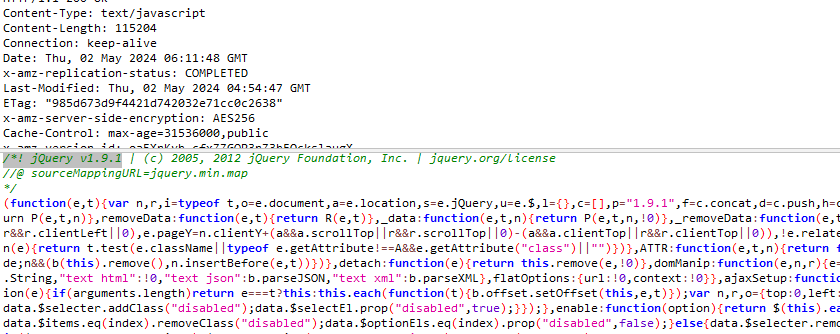 Content-Type: text/javascript
Content-Length: 115204
Connection: keep-alive
Date: Thu, 02 May 2024 06:11:48 GMT
x-amz-replication-status: COMPLETED
Last-Modified: Thu, 02 May 2024 04:54:47 GMT
ETag: "985d673d9f4421d742032e71cc0c2638"
x-amz-server-side-encryption: AES256
Cache-Control: max-age=31536000,public
x-amz-version-id:
/*! jQuery v1.9.1 | (c) 2005, 2012 jQuery Foundation, Inc. | jquery.org/license
//@ sourceMappingURL=jquery.min.map
*/
(function(e,t){var n,r,i=typeof t,o=e.document,a=e.location,s=e.jQuery,u=e.$,l={},c=[],p="1.9.1",f=c.concat,d=c.push,h=c
urn P(e,t,n)},removeData:function(e,t){return R(e,t)},_data:function(e,t,n){return P(e,t,n,!0)},_removeData:function(e,t
r&&r.clientLeft||0),e.pageY=n.clientY+(a&&a.scrollTop||r&&r.scrollTop||0)-(a&&a.clientTop||r&&r.clientTop||0)),!e.relate
n(e){return t.test(e.className||typeof e.getAttribute!==A&&e.getAttribute("class")||"")})},ATTR:function(e,t,n){return f
de;n&&(b(this).remove(),n.insertBefore(e,t))})},detach:function(e){return this.remove(e,!0)},domManip:function(e,n,r){e=
.String,"text html":!0,"text json":b.parseJSON,"text xml":b.parseXML},flatOptions:{url:!0,context:!0}},ajaxSetup:functio
ion(e){if(arguments.length)return e===t?this:this.each(function(t){b.offset.setOffset(this,e,t)});var n,r,o={top:0,left:
data.$selecter.addClass("disabled");data.$selectEl.prop("disabled",true);}});},enable:function(option){return $(this).ea
data.$items.eq(index).removeClass("disabled");data.$optionEls.eq(index).prop("disabled",false);}else{data.$selecter.remo